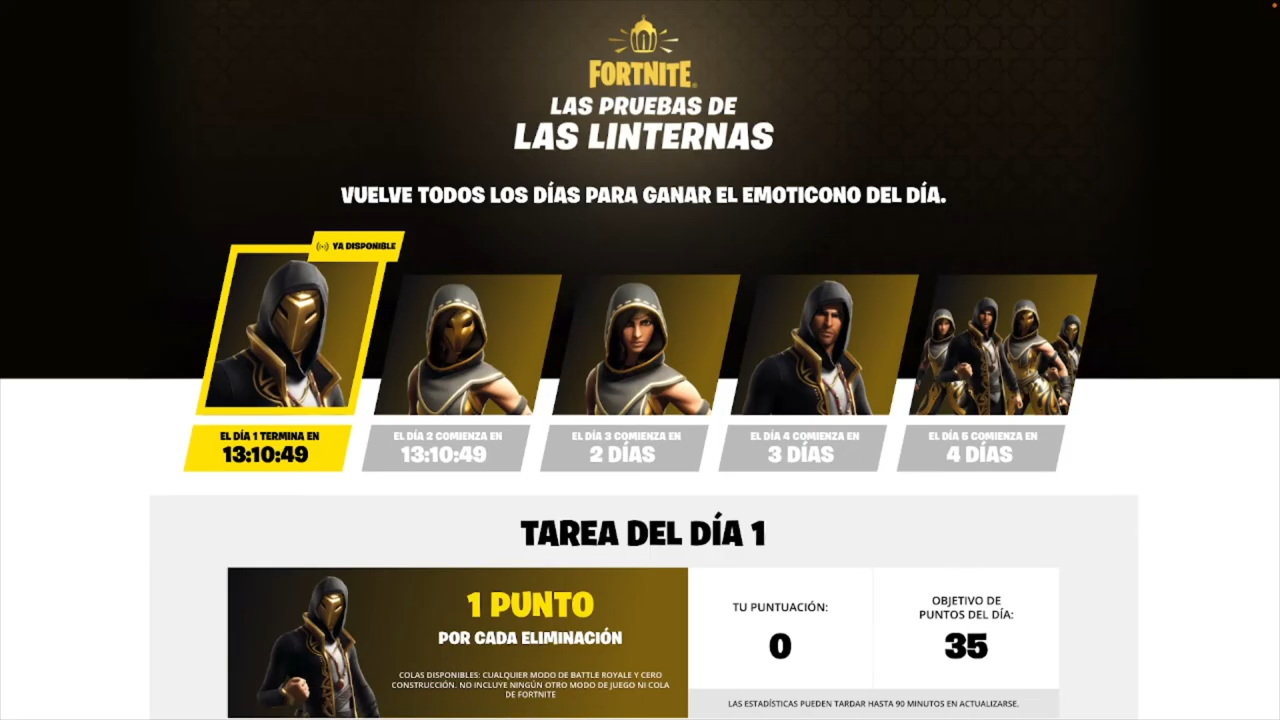 FORTNITE
LAS PRUEBAS DE
LAS LINTERNAS
VUELVE TODOS LOS DÍAS PARA GANAR EL EMOTICONO DEL DÍA.
YA DISPONIBLE
EL DÍA 1 TERMINA EN
13:10:49
EL DÍA 2 COMIENZA EN
13:10:49
EL DÍA 3 COMIENZA EN
2 DÍAS
EL DÍA 4 COMIENZA EN
3 DÍAS
EL DÍA 5 COMIENZA EN
4 DÍAS
TAREA DEL DÍA 1
1 PUNTO
POR CADA ELIMINACIÓN
COLAS DISPONIBLES: CUALQUIER MODO DE BATTLE ROYALE Y CERO
CONSTRUCCIÓN. NO INCLUYE NINGÚN OTRO MODO DE JUEGO NI COLA
DE FORTNITE
TU PUNTUACIÓN:
0
OBJETIVO DE
PUNTOS DEL DÍA:
35
LAS ESTADÍSTICAS PUEDEN TARDAR HASTA 90 MINUTOS EN ACTUALIZARSE.